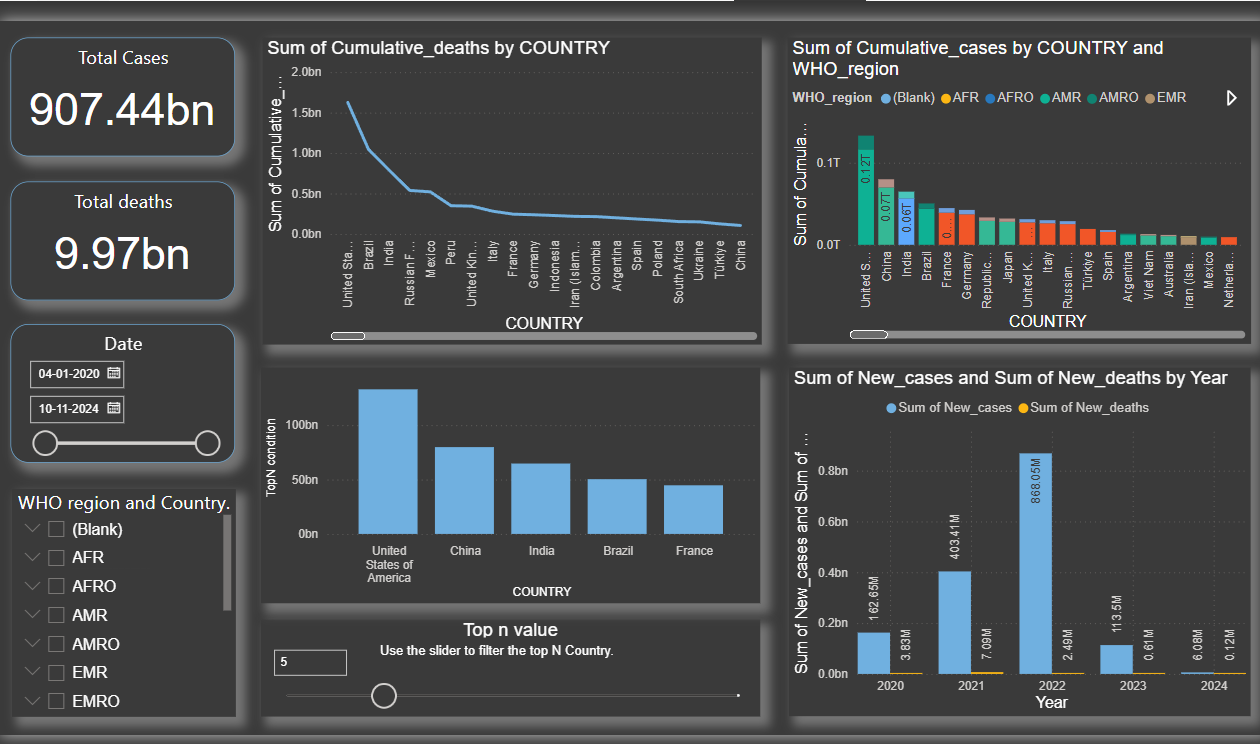 Total Cases
907.44bn
Total deaths
9.97bn
Date
04-01-2020
10-11-2024
WHO region and Country.
(Blank)
AFR
AFRO
AMR
AMRO
EMR
EMRO
Sum of Cumulative_deaths by COUNTRY
Sum of Cumulative_...
2.0bn
1.5bn
1.0bn
0.5bn
0.0bn
United Sta...
Brazil
India
Russian F...
Mexico
Peru
United Kin...
Italy
France
Germany
Indonesia
Iran (Islam...
Colombia
Argentina
Spain
Poland
South Africa
Ukraine
Türkiye
China
COUNTRY
TopN condition
100bn
50bn
0bn
United States of America
China
India
Brazil
France
COUNTRY
Top n value
Use the slider to filter the top N Country.
5
Sum of Cumulative_cases by COUNTRY and
WHO_region
WHO_region (Blank) AFR AFRO AMR AMRO EMR
Sum of Cumula...
0.1T
0.0T
0.12T
0.07T
0.06T
0....
...
United S...
China
India
Brazil
France
Germany
Republic...
Japan
United K...
Italy
Russian ...
Türkiye
Spain
Argentina
Viet Nam
Australia
Iran (Isla...
Mexico
Netherla...
COUNTRY
Sum of New_cases and Sum of New_deaths by Year
Sum of New_cases Sum of New_deaths
Sum of New_cases and Sum of ...
0.8bn
0.6bn
0.4bn
0.2bn
0.0bn
162.65M
3.83M
403.41M
7.09M
868.05M
2.49M
113.5M
0.61M
6.08M
0.12M
2020
2021
2022
2023
2024
Year